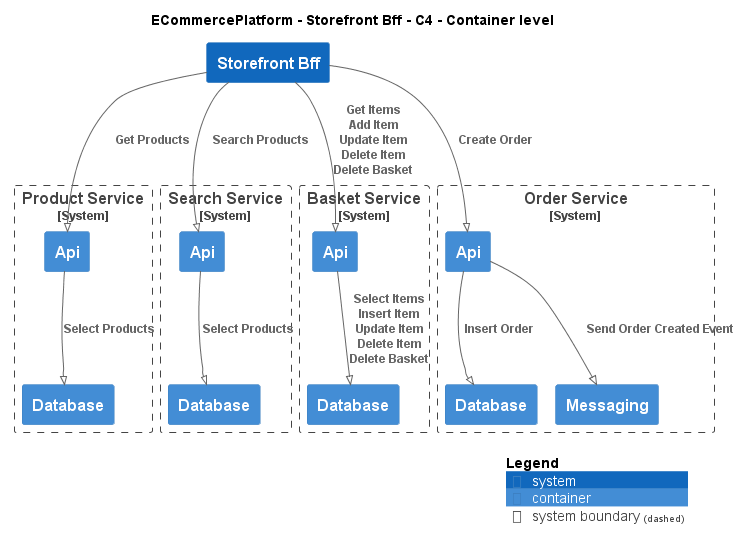 ECommercePlatform - Storefront Bff - C4 - Container level
Storefront Bff
Get Products
Search Products
Get Items
Add Item
Update Item
Delete Item
Delete Basket
Create Order
Product Service
[System]
Search Service
[System]
Basket Service
[System]
Order Service
[System]
Api
Api
Api
Api
Select Products
Select Products
Select Items
Insert Item
Update Item
Delete Item
Delete Basket
Insert Order
Send Order Created Event
Database
Database
Database
Database
Messaging
Legend
system
container
system boundary (dashed)